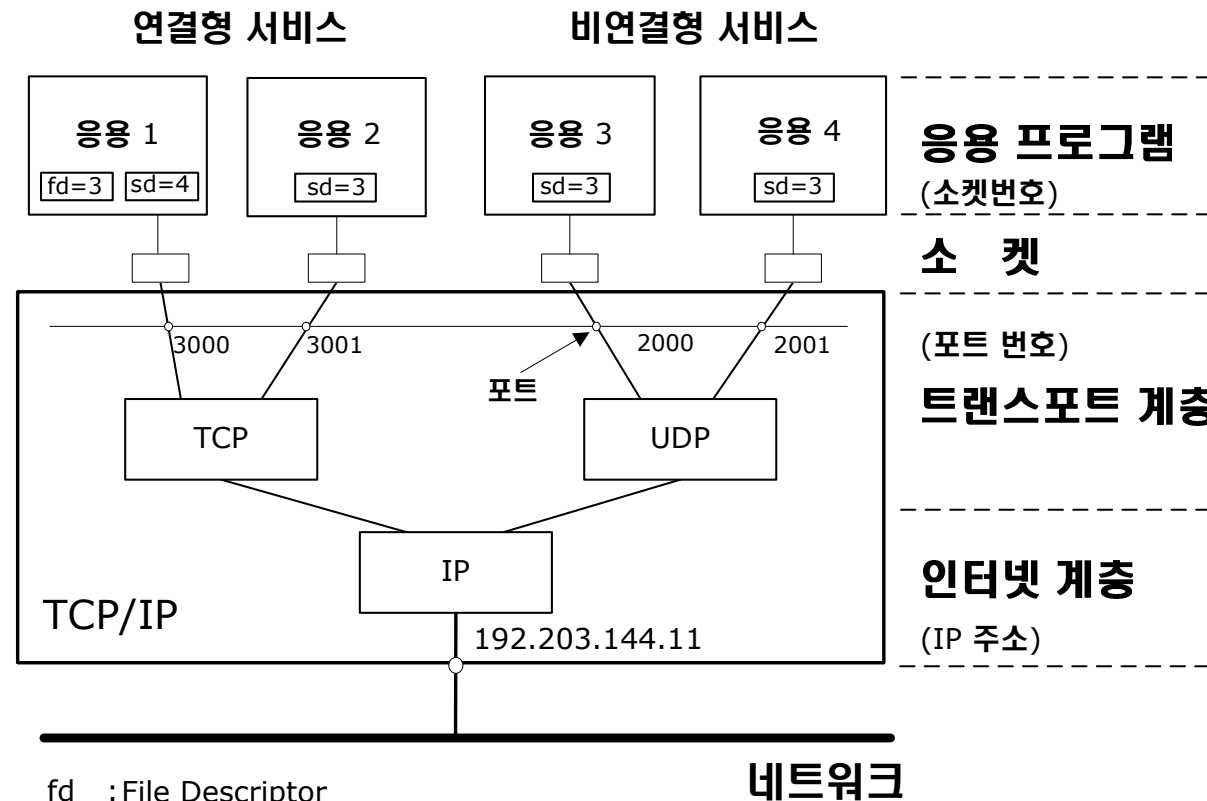 연결형 서비스 비연결형 서비스
응용 1 응용 2 응용 3 응용 4
fd=3 sd=4 sd=3 sd=3 sd=3
응용 프로그램
(소켓번호)
소 켓
3000 3001 2000 2001
(포트 번호)
포트
트랜스포트 계층
TCP UDP
IP
인터넷 계층
TCP/IP
192.203.144.11
(IP 주소)
네트워크
fd :File Descriptor